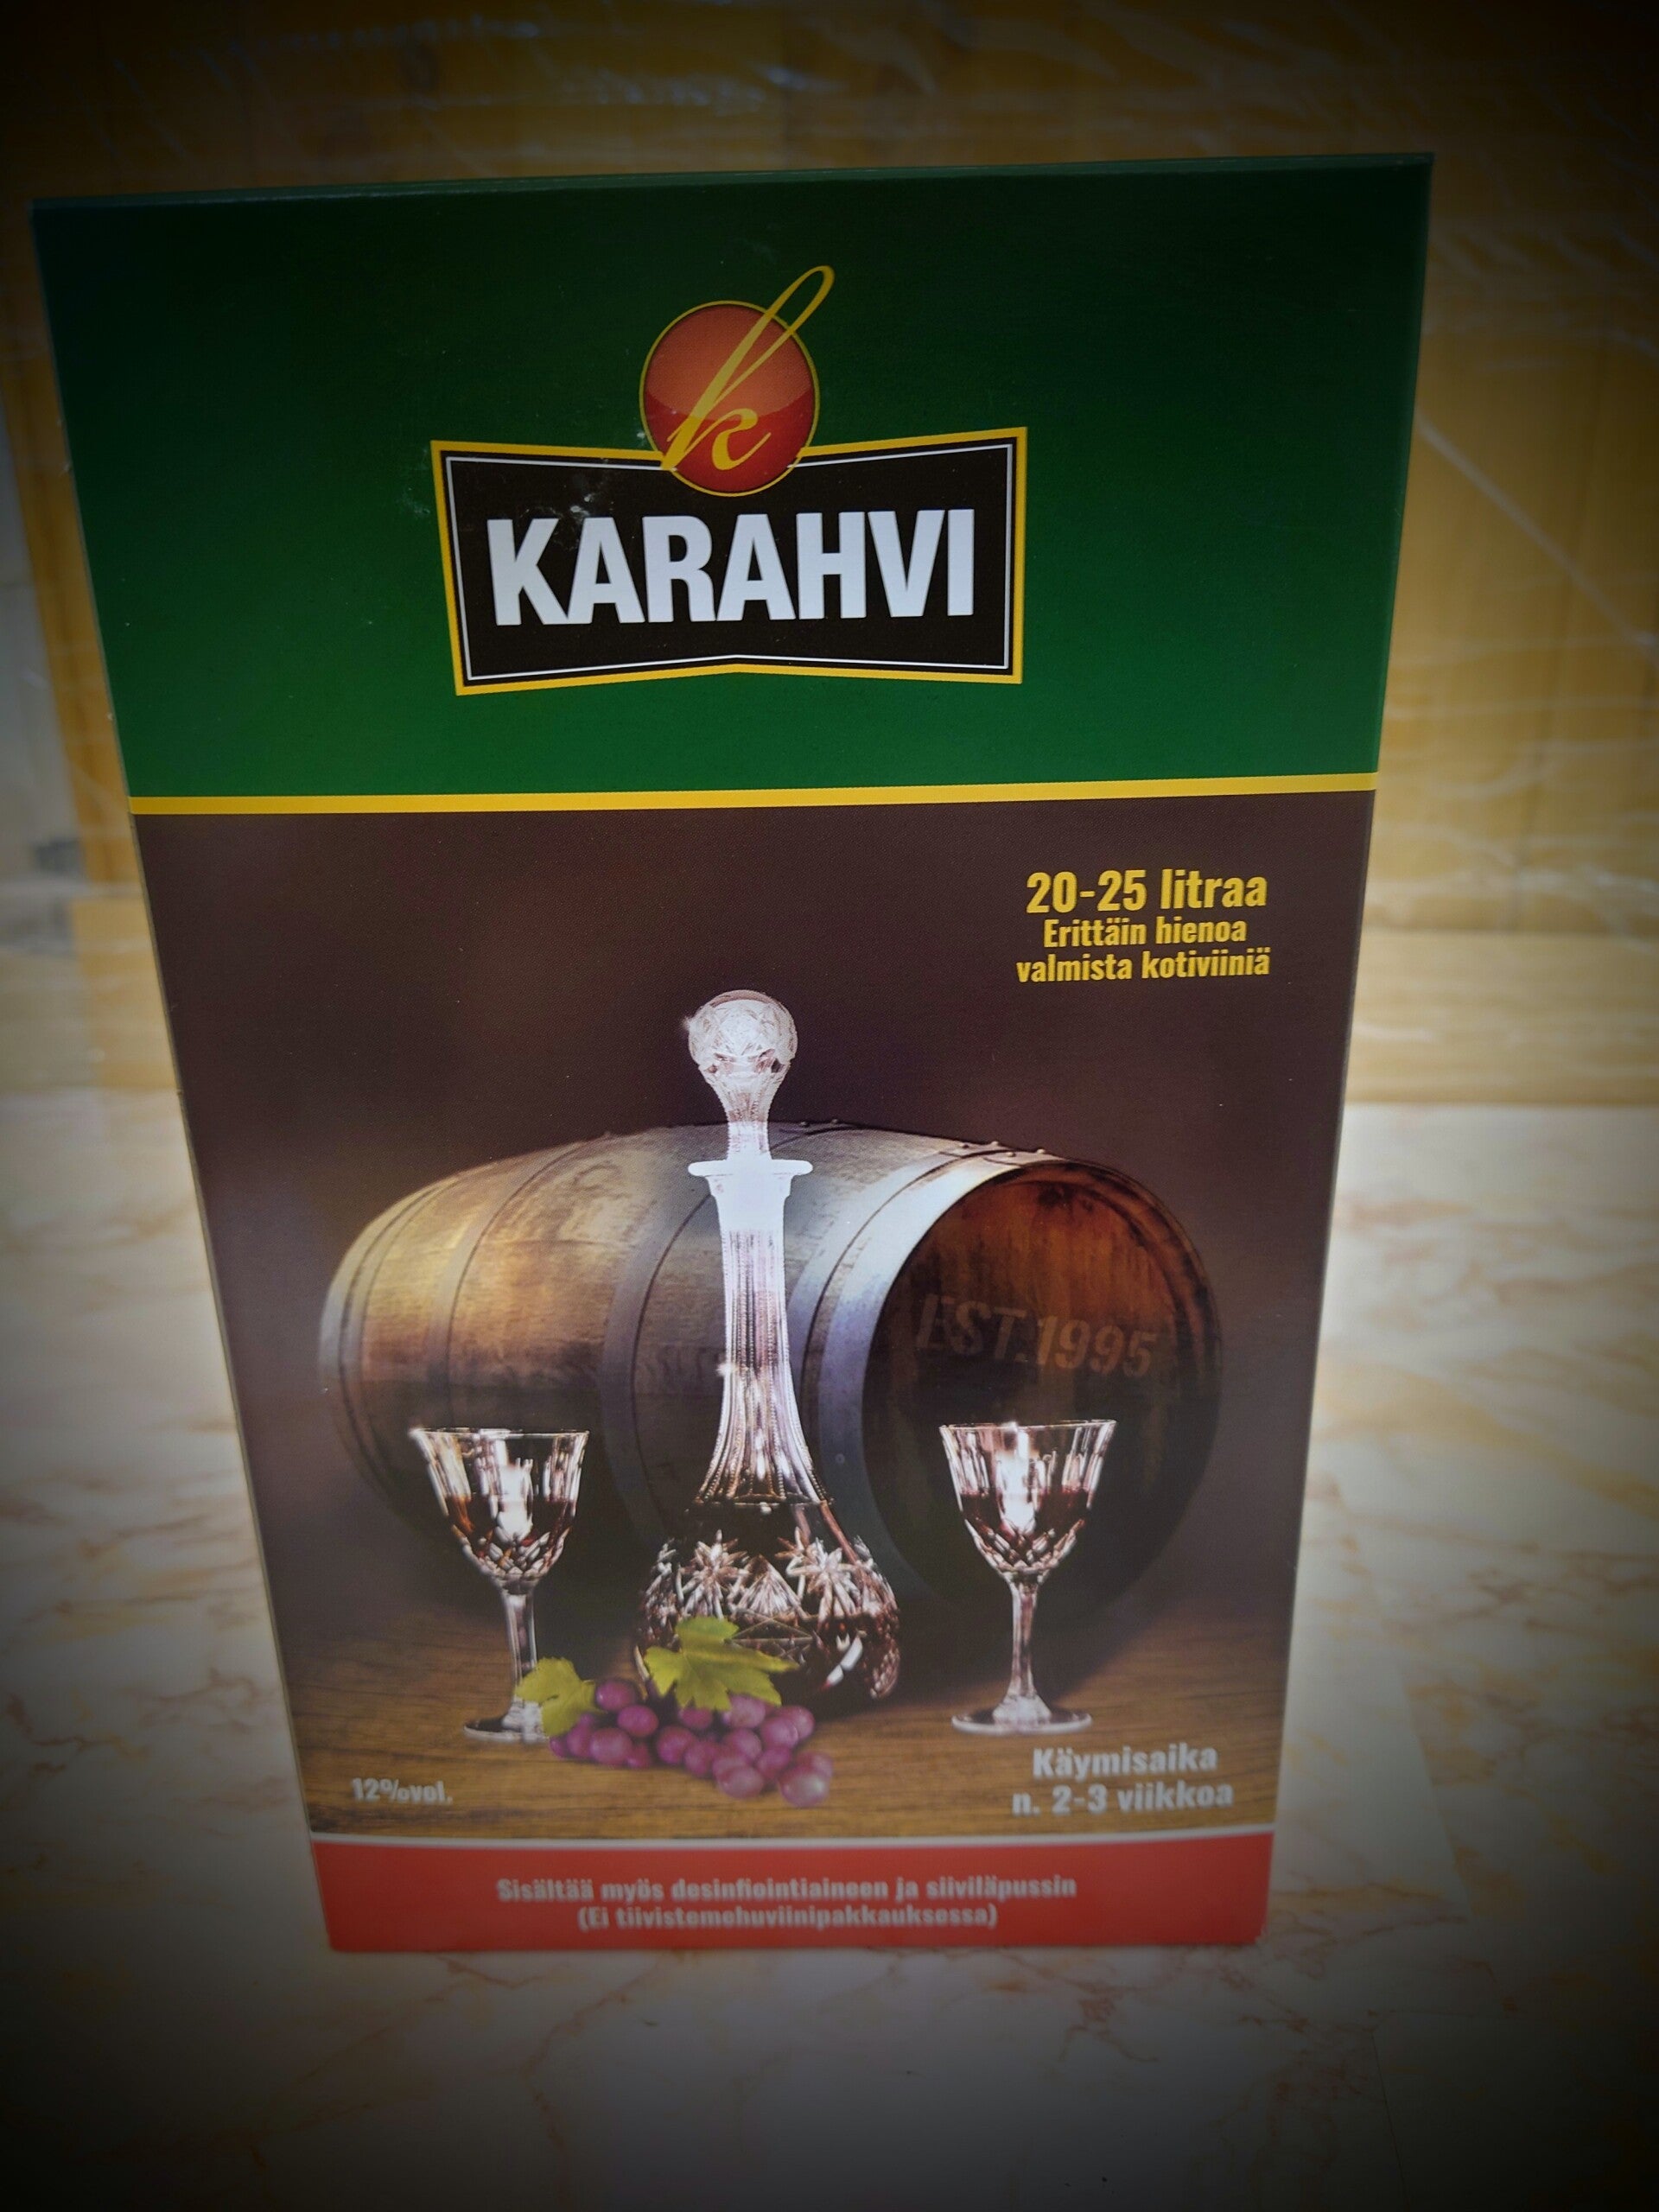 k
KARAHVI
20-25 litraa
Erittäin hienoa
valmista kotiviiniä
EST.1995
Käymisaika
n. 2-3 viikkoa
12%vol.
Sisältää myös desinfiointiaineen ja siiviläpussin
(Ei tiivistemehuviinipakkauksessa)